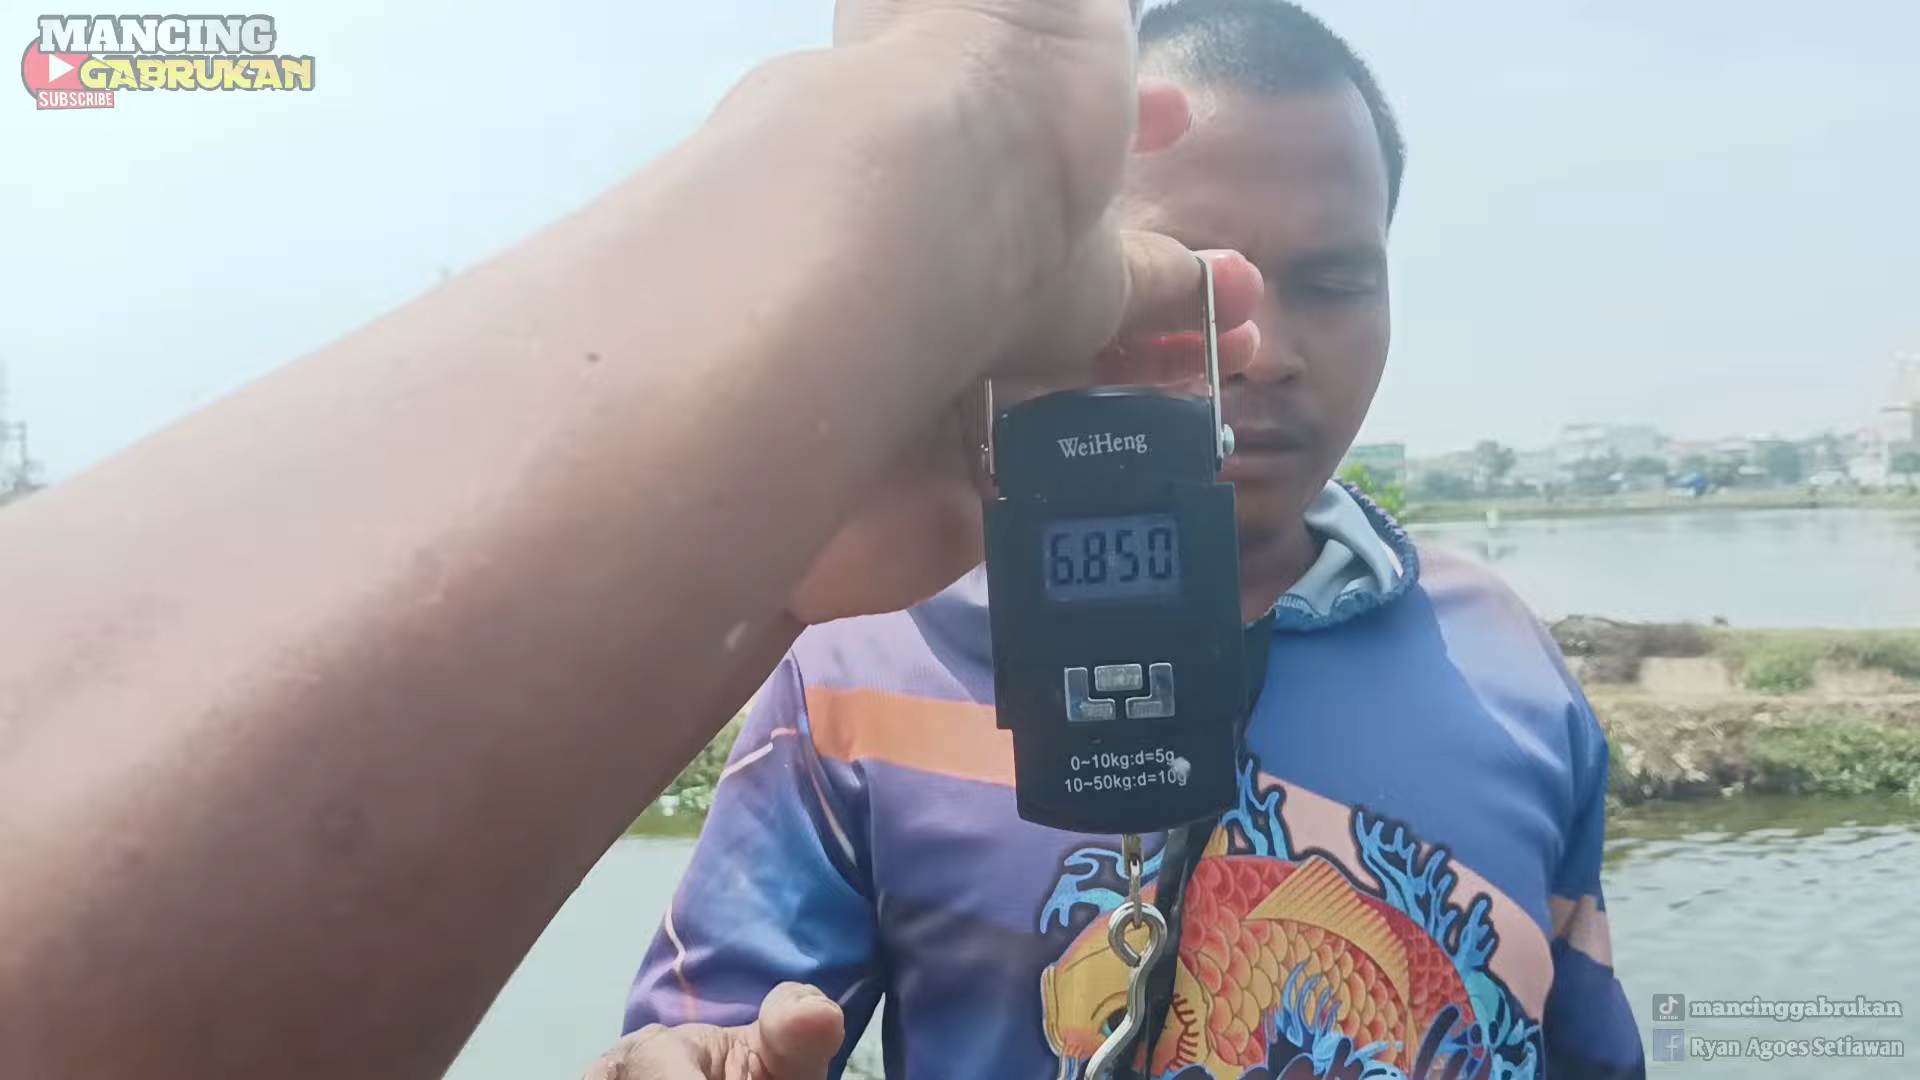 MANCING
GABRUKAN
SUBSCRIBE
WeiHeng
6.850
0~10kg:d=5g
10~50kg:d=10g
mancinggabrukan
Ryan Agoes Setiawan